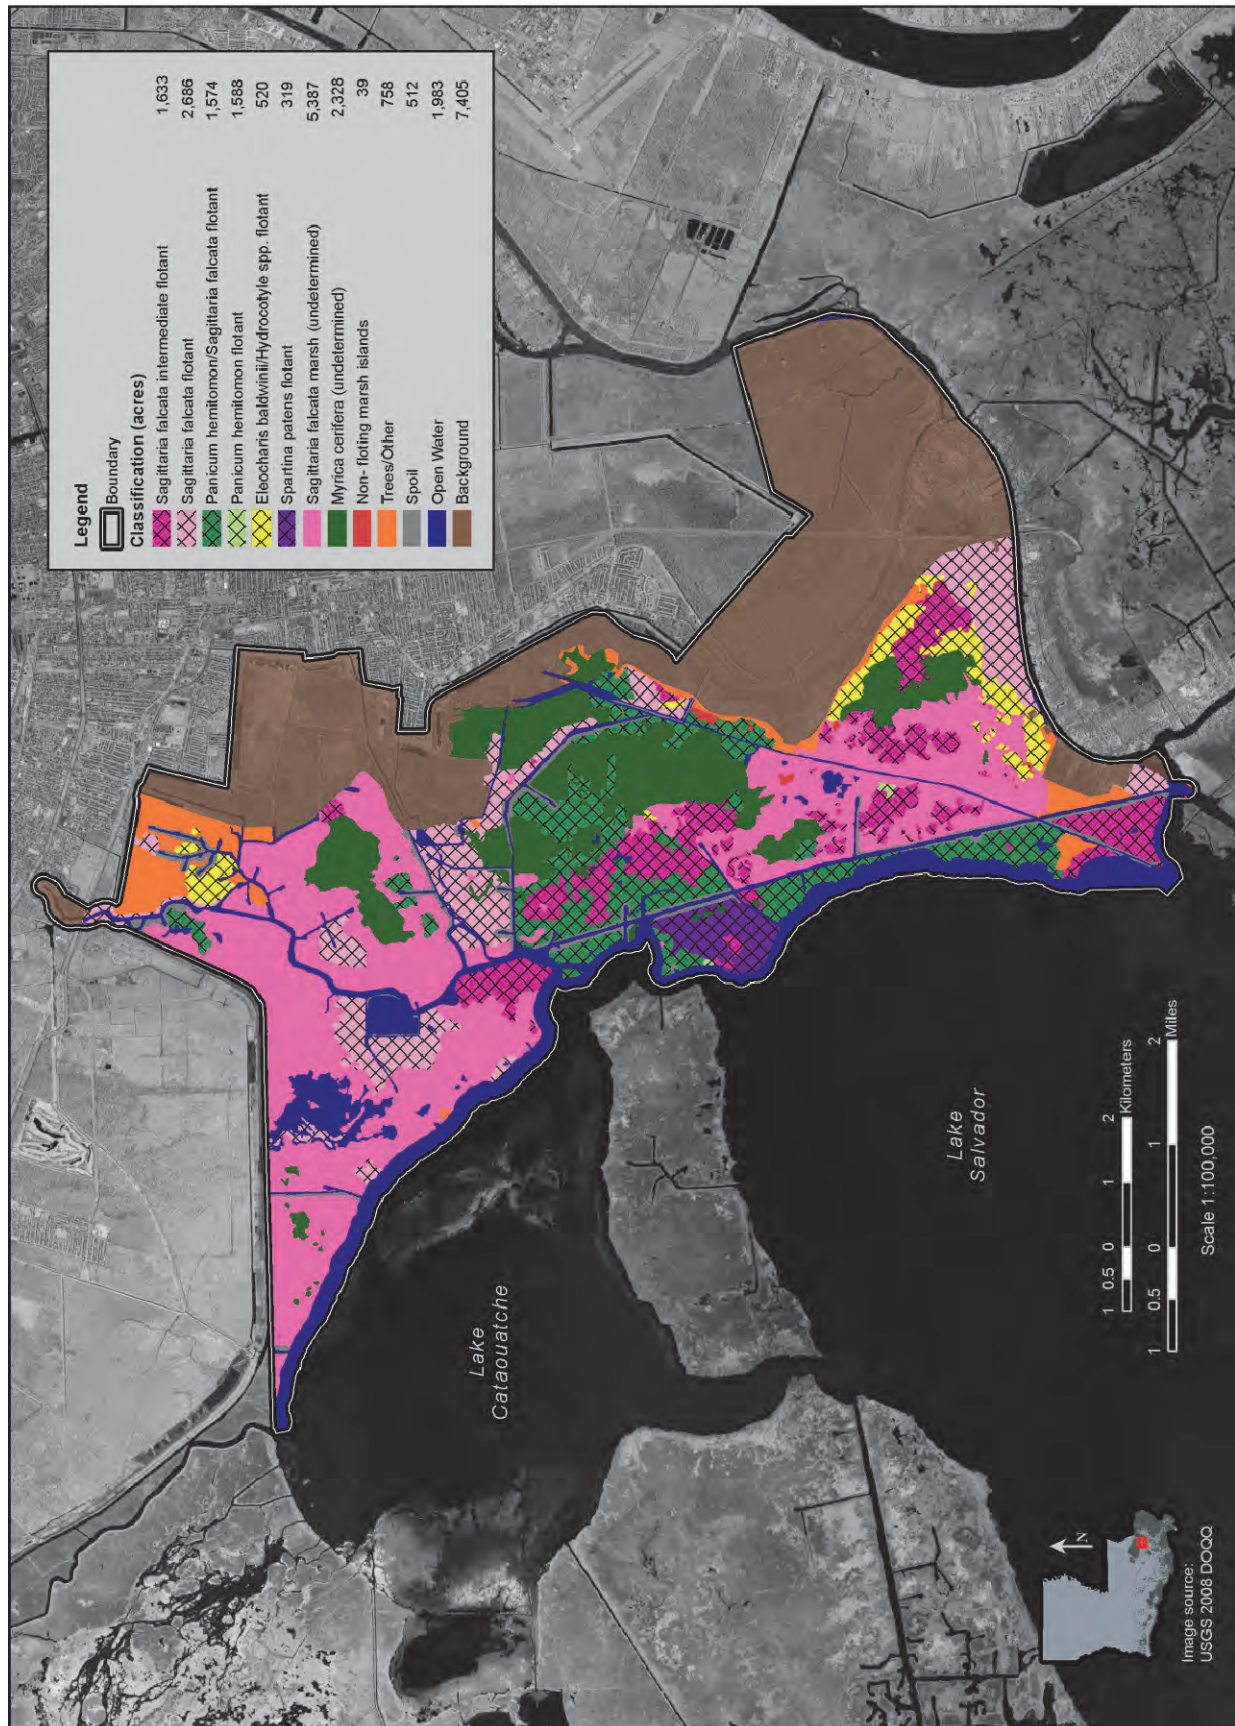 Legend
Boundary
Classification (acres)
Sagittaria falcata intermediate flotant 1,633
Sagittaria falcata flotant 2,686
Panicum hemitomon/Sagittaria falcata flotant 1,574
Panicum hemitomon flotant 1,588
Eleocharis baldwinii/Hydrocotyle spp. flotant 520
Spartina patens flotant 319
Sagittaria falcata marsh (undetermined) 5,387
Myrica cerifera (undetermined) 2,328
Non- floting marsh islands 39
Trees/Other 758
Spoil 512
Open Water 1,983
Background 7,405
Lake
Cataouatche
Lake
Salvador
N
Image source:
USGS 2008 DOQQ
1 0.5 0 1 2
Kilometers
1 0.5 0 1 2
Miles
Scale 1:100,000